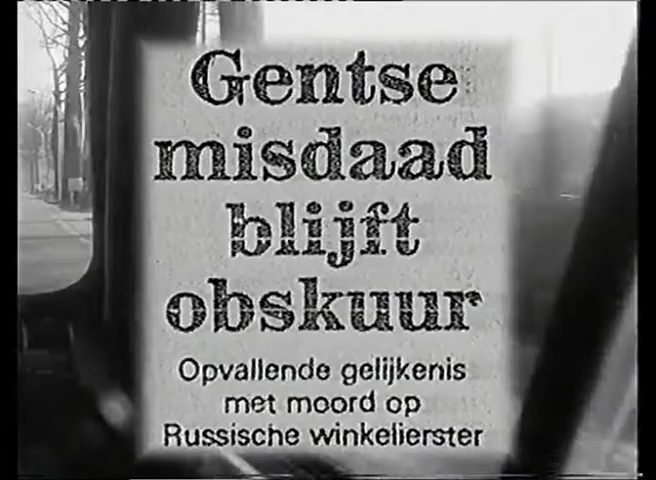 Gentse
misdaad
blijft
obskuur
Opvallende gelijkenis
met moord op
Russische winkelierster